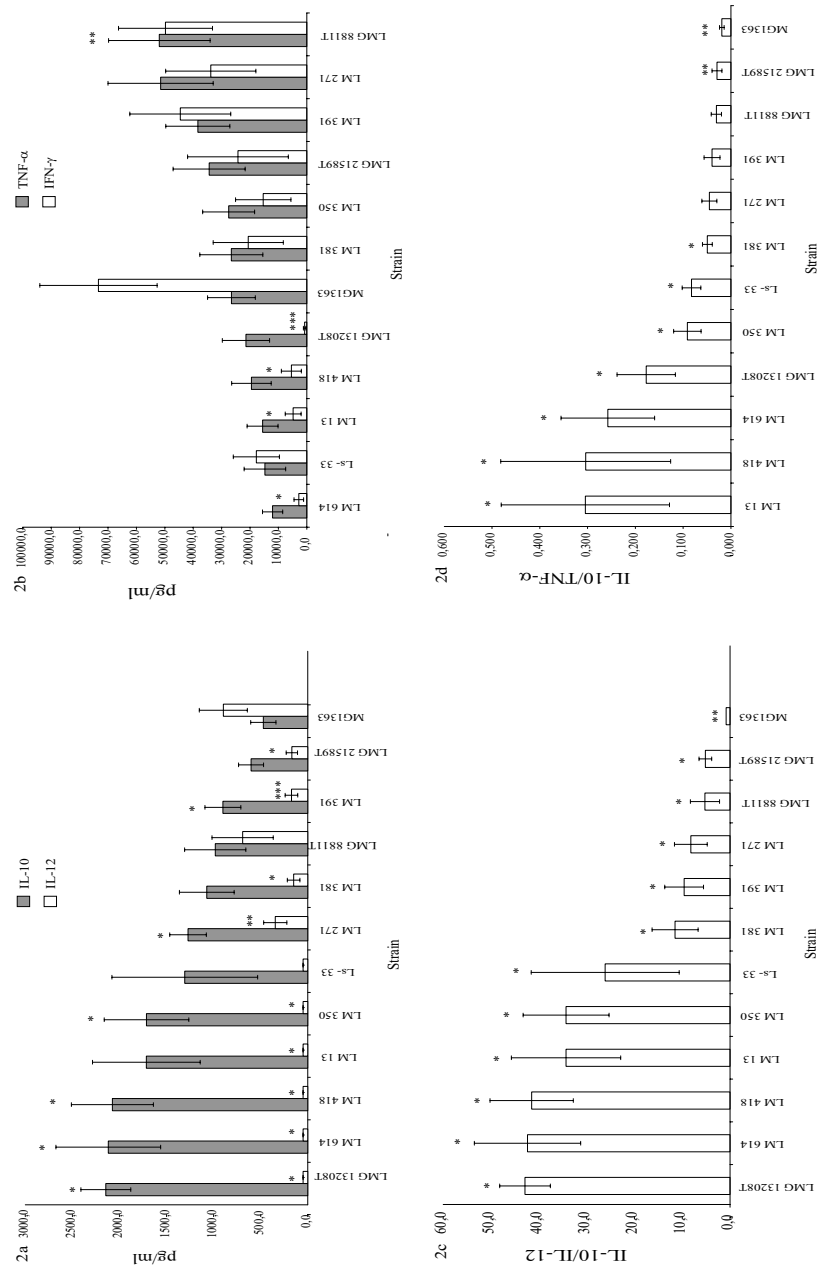 2a
IL-10
IL-12
pg/ml
3000,0
2500,0
2000,0
1500,0
1000,0
500,0
0,0
* * * * * * * * * ** * * *** *
LMG 13208T
LM 614
LM 418
LM 13
LM 350
Ls- 33
LM 271
LM 381
LMG 8811T
LM 391
LMG 21589T
MG1363
Strain
2b
TNF-α
IFN-γ
pg/ml
100000,0
90000,0
80000,0
70000,0
60000,0
50000,0
40000,0
30000,0
20000,0
10000,0
0,0
* * * *** **
LM 614
Ls- 33
LM 13
LM 418
LMG 13208T
MG1363
LM 381
LM 350
LMG 21589T
LM 391
LM 271
LMG 8811T
Strain
-
2c
IL-10/IL-12
60,0
50,0
40,0
30,0
20,0
10,0
0,0
* * * * * * * * * * * **
LMG 13208T
LM 614
LM 418
LM 13
LM 350
Ls- 33
LM 381
LM 391
LM 271
LMG 8811T
LMG 21589T
MG1363
Strain
2d
IL-10/TNF-α
0,600
0,500
0,400
0,300
0,200
0,100
0,000
* * * * * * * ** **
LM 13
LM 418
LM 614
LMG 13208T
LM 350
Ls- 33
LM 381
LM 271
LM 391
LMG 8811T
LMG 21589T
MG1363
Strain